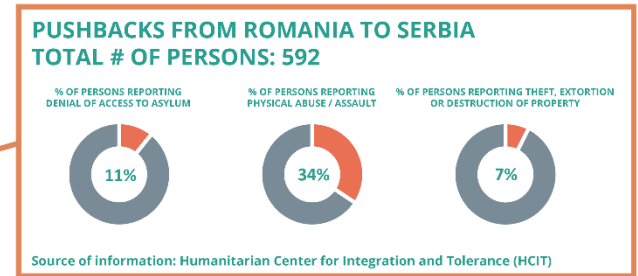 PUSHBACKS FROM ROMANIA TO SERBIA
TOTAL # OF PERSONS: 592
% OF PERSONS REPORTING
DENIAL OF ACCESS TO ASYLUM
11%
% OF PERSONS REPORTING
PHYSICAL ABUSE / ASSAULT
34%
% OF PERSONS REPORTING THEFT, EXTORTION
OR DESTRUCTION OF PROPERTY
7%
Source of information: Humanitarian Center for Integration and Tolerance (HCIT)